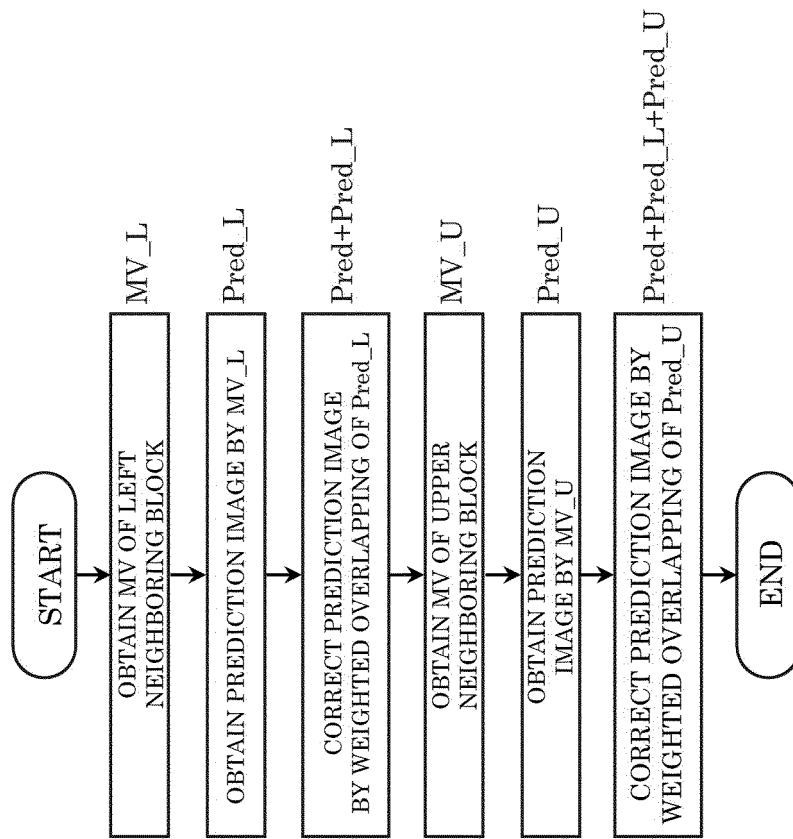 START
OBTAIN MV OF LEFT
NEIGHBORING BLOCK
MV_L
OBTAIN PREDICTION IMAGE BY MV_L
Pred_L
CORRECT PREDICTION IMAGE
BY WEIGHTED OVERLAPPING OF Pred_L
Pred+Pred_L
OBTAIN MV OF UPPER
NEIGHBORING BLOCK
MV_U
OBTAIN PREDICTION
IMAGE BY MV_U
Pred_U
CORRECT PREDICTION IMAGE BY
WEIGHTED OVERLAPPING OF Pred_U
Pred+Pred_L+Pred_U
END